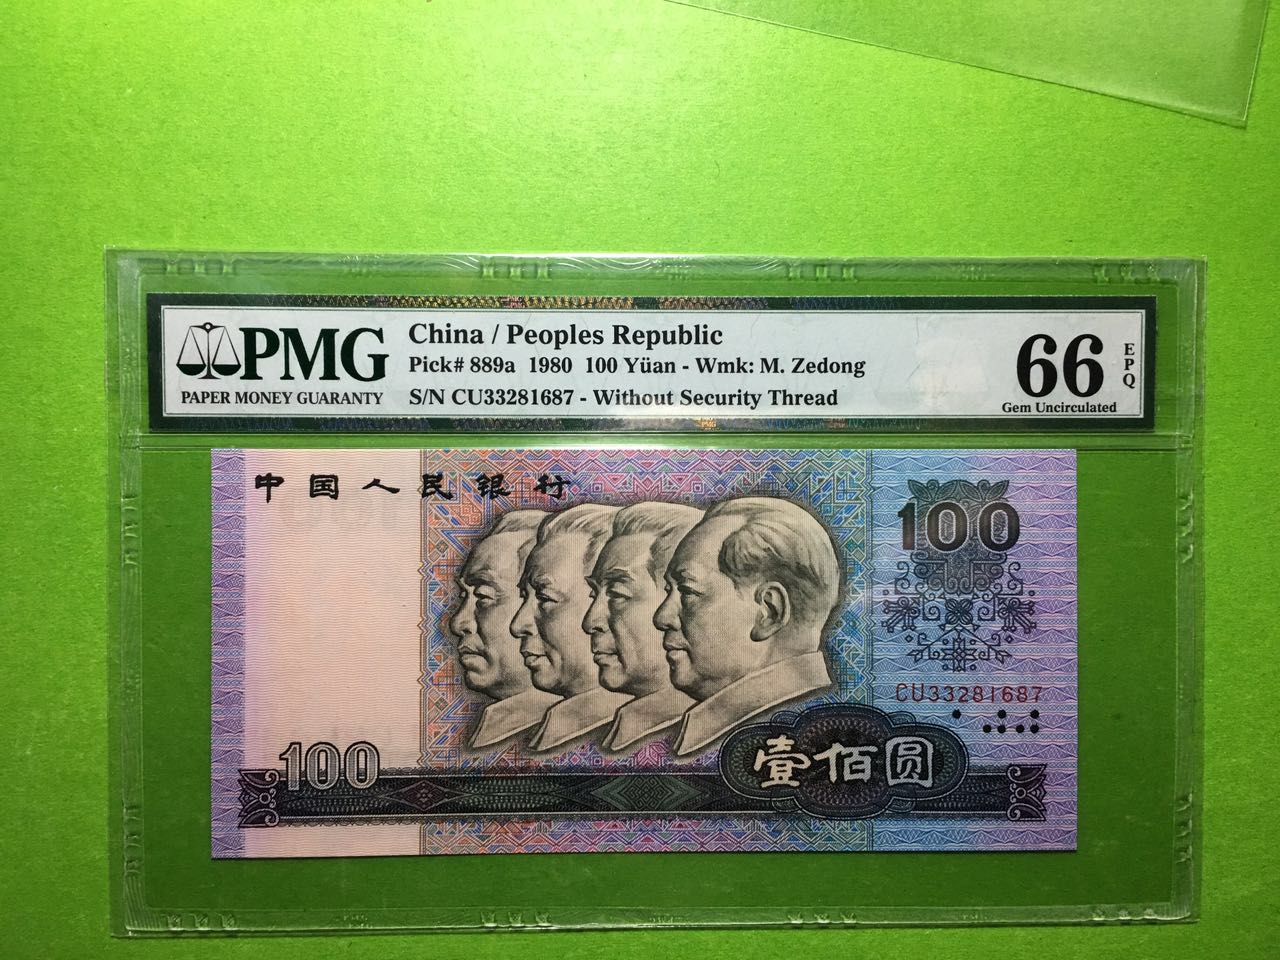 PMG
PAPER MONEY GUARANTY
China / Peoples Republic
Pick# 889a 1980 100 Yüan - Wmk: M. Zedong
S/N CU33281687 - Without Security Thread
66
EPQ
Gem Uncirculated
中国人民银行
100
CU33281687
100
壹佰圆